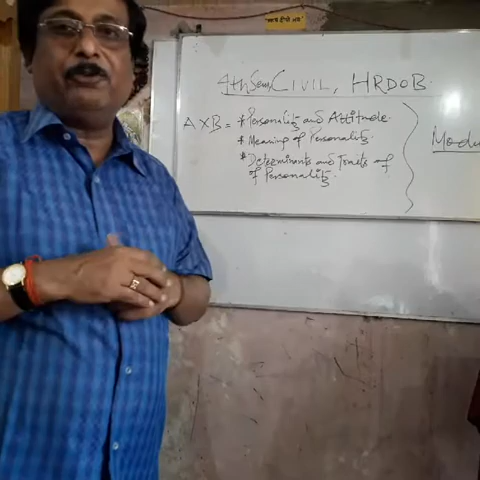 4th Sem, CIVIL, HRDOB.
A X B = * Personality and Attitude.
* Meaning of Personality.
* Determinants and Traits of
of Personality.
Modu